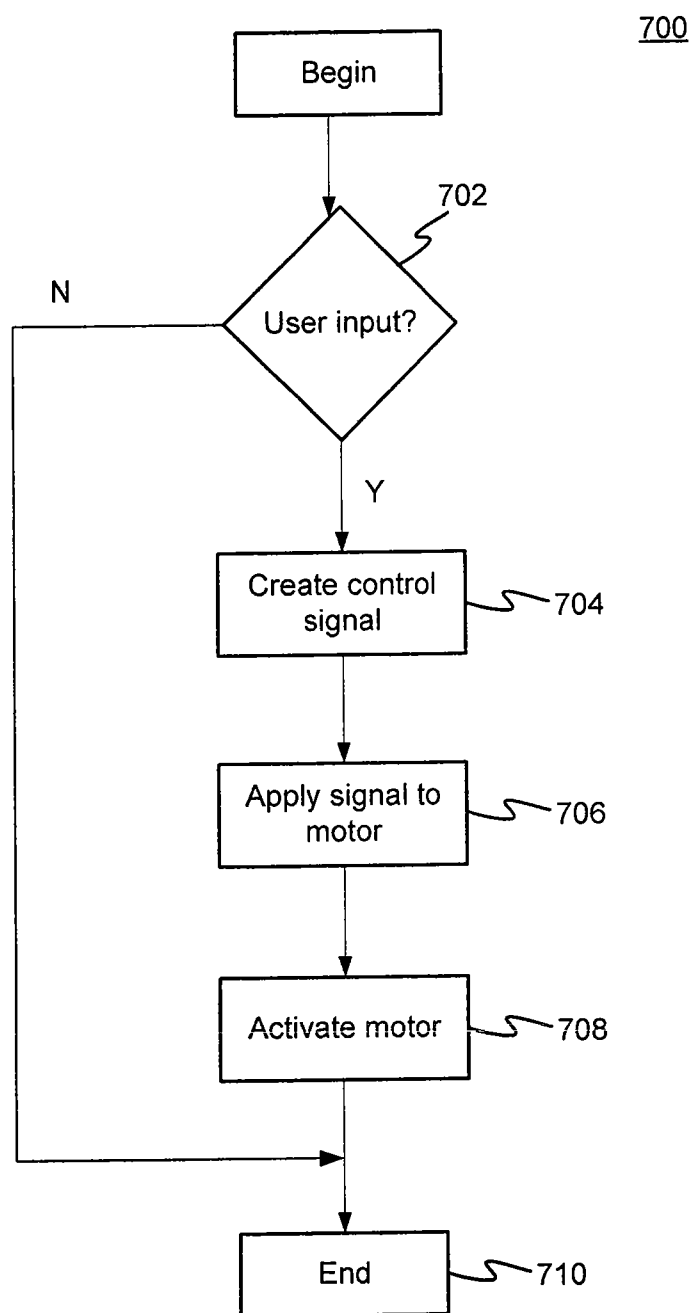 700
Begin
702
N
User input?
Y
Create control
signal
704
Apply signal to
motor
706
Activate motor
708
End
710